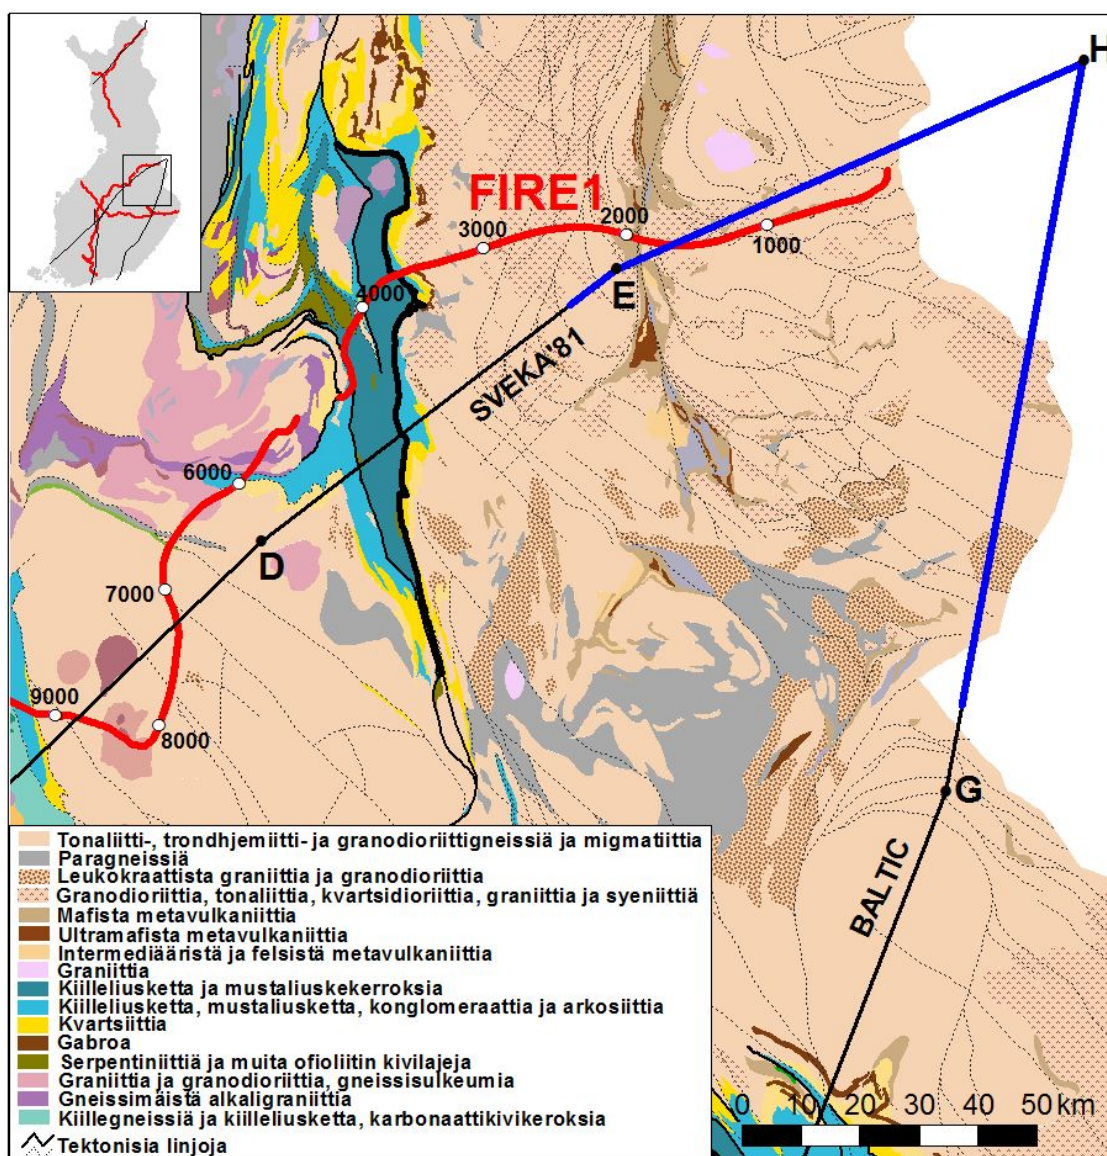 H
FIRE1
3000
2000
1000
4000
E
SVEKA'81
6000
D
7000
9000
8000
G
BALTIC
Tonaliitti-, trondhjemiitti- ja granodioriittigneissiä ja migmatiittia
Paragneissiä
Leukokraattista graniittia ja granodioriittia
Granodioriittia, tonaliittia, kvartsidioriittia, graniittia ja syeniittiä
Mafista metavulkaniittia
Ultramafista metavulkaniittia
Intermediääristä ja felsistä metavulkaniittia
Graniittia
Kiilleliusketta ja mustaliuskekerroksia
Kiilleliusketta, mustaliusketta, konglomeraattia ja arkosiittia
Kvartsiittia
Gabroa
Serpentiniittiä ja muita ofioliitin kivilajeja
Graniittia ja granodioriittia, gneissisulkeumia
Gneissimäistä alkaligraniittia
Kiillegneissiä ja kiilleliusketta, karbonaattikivikeroksia
Tektonisia linjoja
0 10 20 30 40 50 km